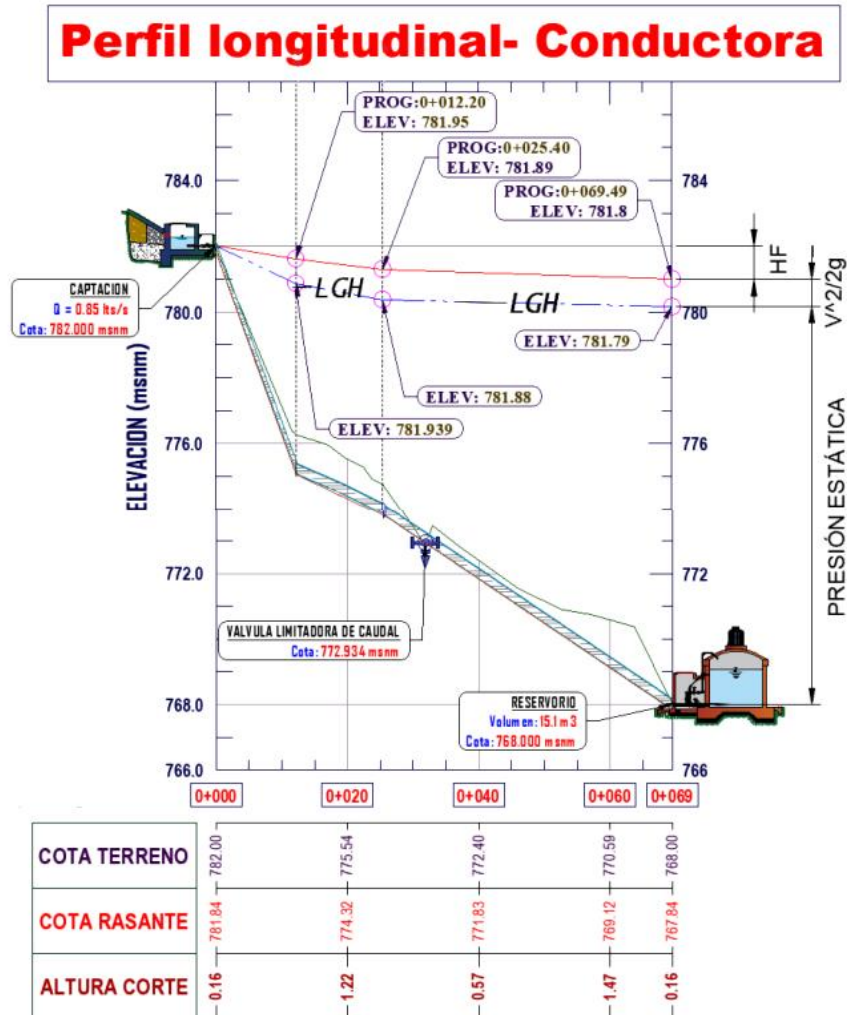 Perfil longitudinal- Conductora
PROG:0+012.20
ELEV: 781.95
PROG:0+025.40
ELEV: 781.89
PROG:0+069.49
ELEV: 781.8
784.0
784
HF
CAPTACION
Q = 0.85 lts/s
Cota: 782.000 msnm
LGH
LGH
V^2/2g
780.0
780
ELEV: 781.79
ELEV: 781.88
ELEV: 781.939
ELEVACION (msnm)
776.0
776
PRESIÓN ESTÁTICA
772.0
772
VALVULA LIMITADORA DE CAUDAL
Cota: 772.934 msnm
RESERVORIO
Volumen: 15.1 m3
Cota: 768.000 msnm
768.0
766.0
766
0+000
0+020
0+040
0+060
0+069
COTA TERRENO
782.00
775.54
772.40
770.59
768.00
COTA RASANTE
781.84
774.32
771.83
769.12
767.84
ALTURA CORTE
0.16
1.22
0.57
1.47
0.16